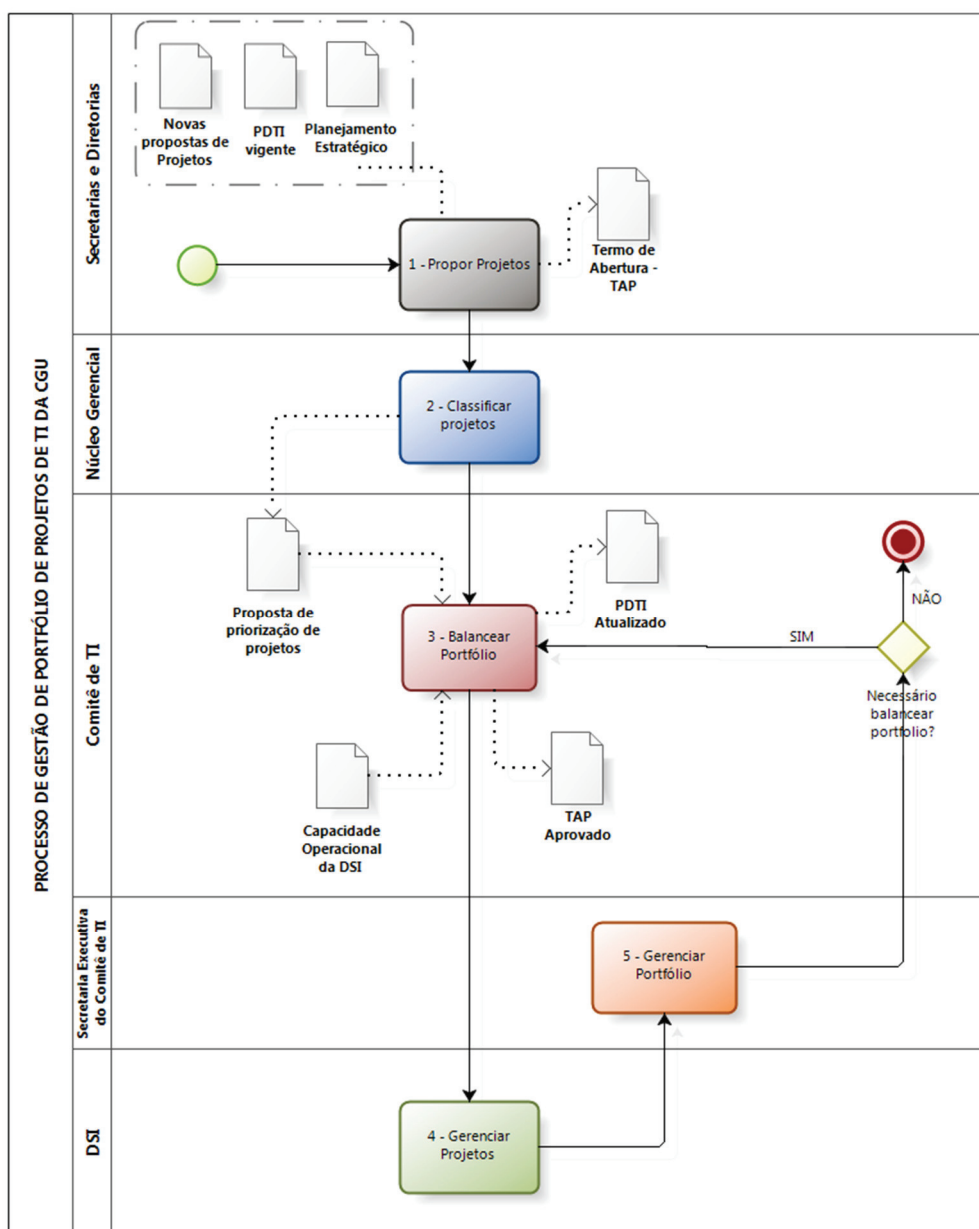 PROCESSO DE GESTÃO DE PORTFÓLIO DE PROJETOS DE TI DA CGU
Secretarias e Diretorias
Novas
propostas de
Projetos
PDTI
vigente
Planejamento
Estratégico
1 - Propor Projetos
Termo de
Abertura -
TAP
Núcleo Gerencial
2 - Classificar
projetos
Comitê de TI
Proposta de
priorização de
projetos
PDTI
Atualizado
3 - Balancear
Portfólio
SIM
NÃO
Necessário
balancear
portfolio?
Capacidade
Operacional
da DSI
TAP
Aprovado
Secretaria Executiva
do Comitê de TI
5 - Gerenciar
Portfólio
DSI
4 - Gerenciar
Projetos